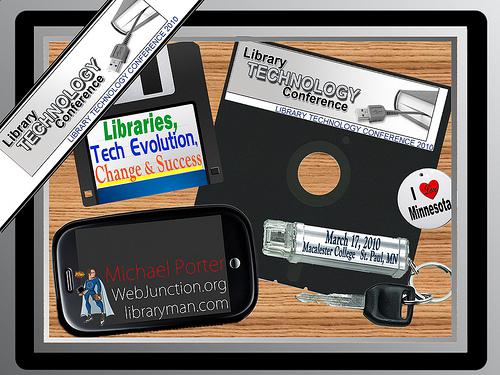 Library
TECHNOLOGY
Conference
LIBRARY TECHNOLOGY CONFERENCE 2010
Library
TECHNOLOGY
Conference
LIBRARY TECHNOLOGY CONFERENCE 2010
Libraries,
Tech Evolution,
Change & Success
I
Minnesota
March 17, 2010
Macalester College St. Paul, MN
Michael Porter
WebJunction.org
libraryman.com